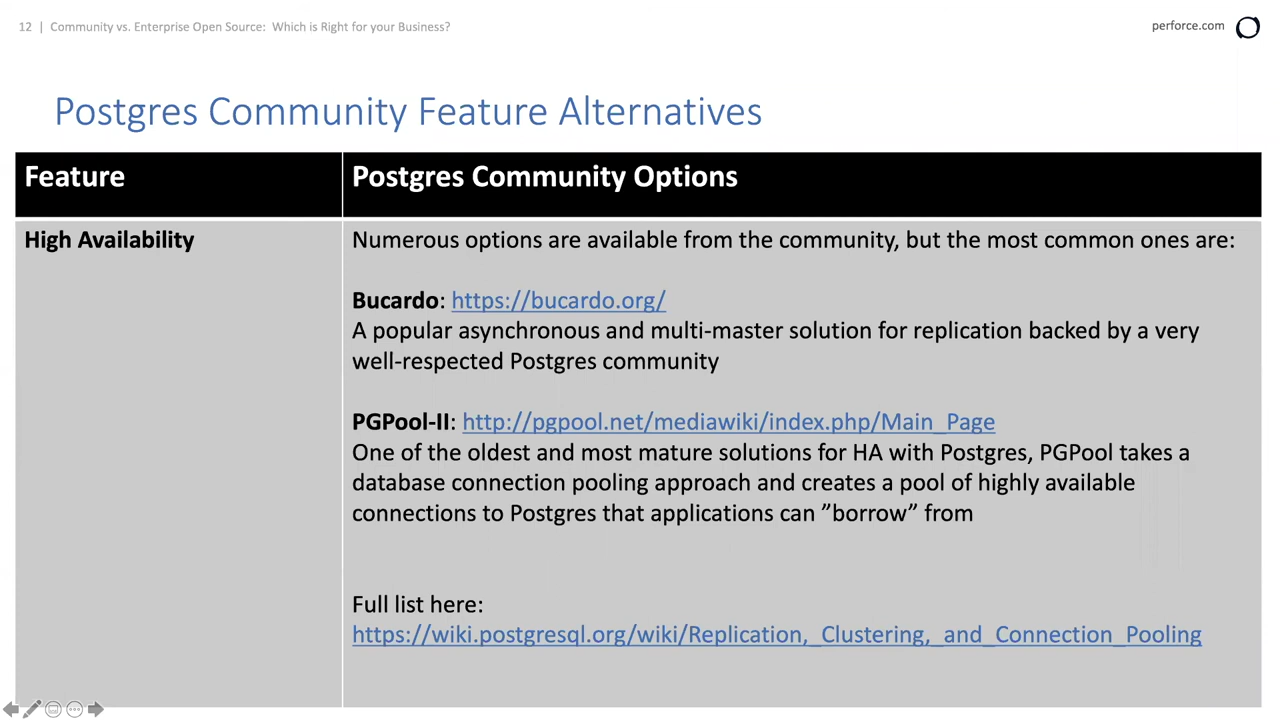 12 | Community vs. Enterprise Open Source: Which is Right for your Business?
perforce.com
Postgres Community Feature Alternatives
Feature
Postgres Community Options
High Availability
Numerous options are available from the community, but the most common ones are:
Bucardo: https://bucardo.org/
A popular asynchronous and multi-master solution for replication backed by a very
well-respected Postgres community
PGPool-II: http://pgpool.net/mediawiki/index.php/Main_Page
One of the oldest and most mature solutions for HA with Postgres, PGPool takes a
database connection pooling approach and creates a pool of highly available
connections to Postgres that applications can ”borrow” from
Full list here:
https://wiki.postgresql.org/wiki/Replication,_Clustering,_and_Connection_Pooling